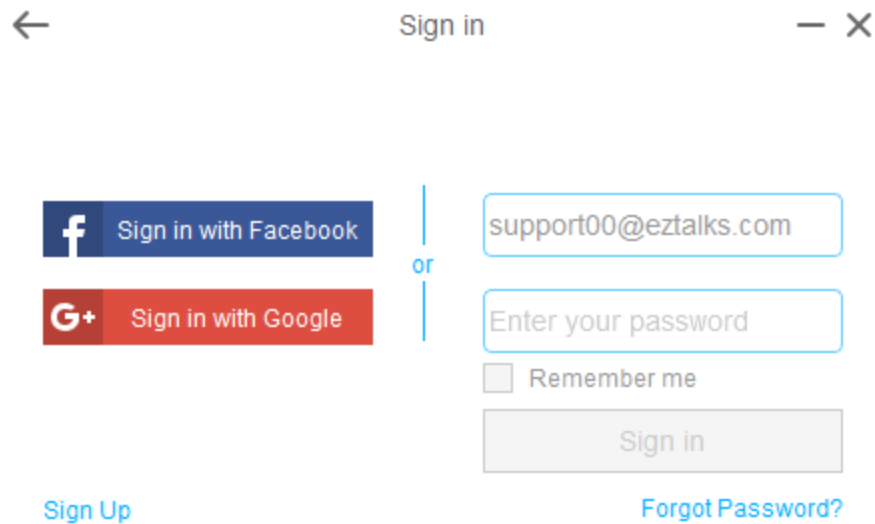 Sign in
f Sign in with Facebook
G+ Sign in with Google
or
support00@eztalks.com
Enter your password
Remember me
Sign in
Sign Up
Forgot Password?